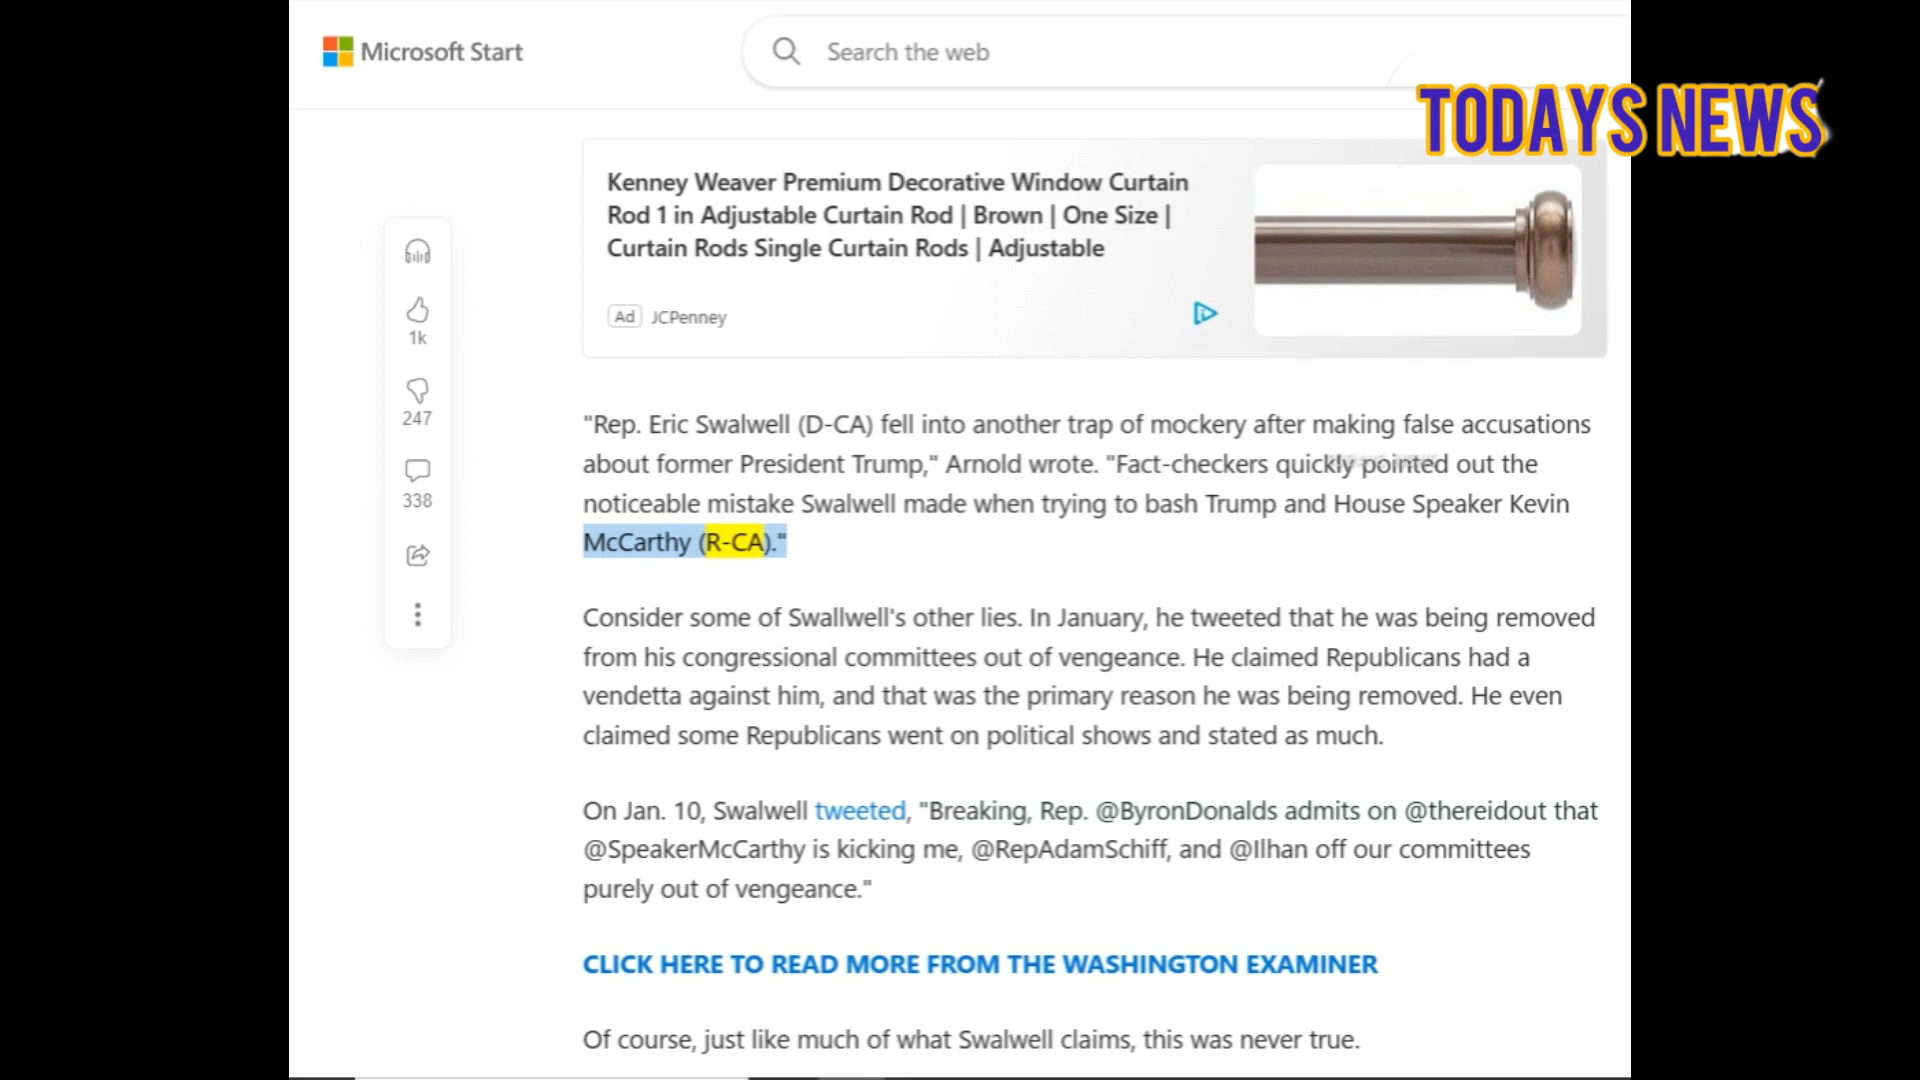 Microsoft Start
Search the web
TODAYS NEWS
Kenney Weaver Premium Decorative Window Curtain
Rod 1 in Adjustable Curtain Rod | Brown | One Size |
Curtain Rods Single Curtain Rods | Adjustable
Ad JCPenney
1k
247
338
"Rep. Eric Swalwell (D-CA) fell into another trap of mockery after making false accusations
about former President Trump," Arnold wrote. "Fact-checkers quickly pointed out the
noticeable mistake Swalwell made when trying to bash Trump and House Speaker Kevin
McCarthy (R-CA)."
Consider some of Swallwell's other lies. In January, he tweeted that he was being removed
from his congressional committees out of vengeance. He claimed Republicans had a
vendetta against him, and that was the primary reason he was being removed. He even
claimed some Republicans went on political shows and stated as much.
On Jan. 10, Swalwell tweeted, "Breaking, Rep. @ByronDonalds admits on @thereidout that
@SpeakerMcCarthy is kicking me, @RepAdamSchiff, and @Ilhan off our committees
purely out of vengeance."
CLICK HERE TO READ MORE FROM THE WASHINGTON EXAMINER
Of course, just like much of what Swalwell claims, this was never true.